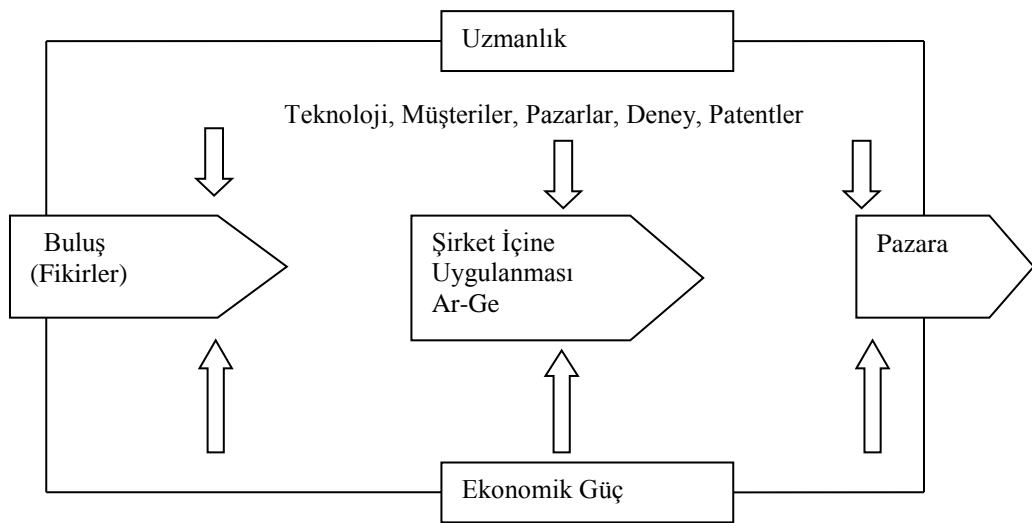 Uzmanlık
Teknoloji, Müşteriler, Pazarlar, Deney, Patentler
Buluş
(Fikirler)
Şirket İçine
Uygulanması
Ar-Ge
Pazara
Ekonomik Güç